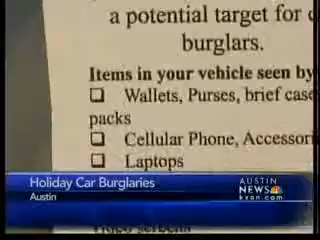 a potential target for
burglars.
Items in your vehicle seen by
Wallets, Purses, brief case
packs
Cellular Phone, Accessori
Laptops
Holiday Car Burglaries
Austin
AUSTIN
NEWS
kxan.com